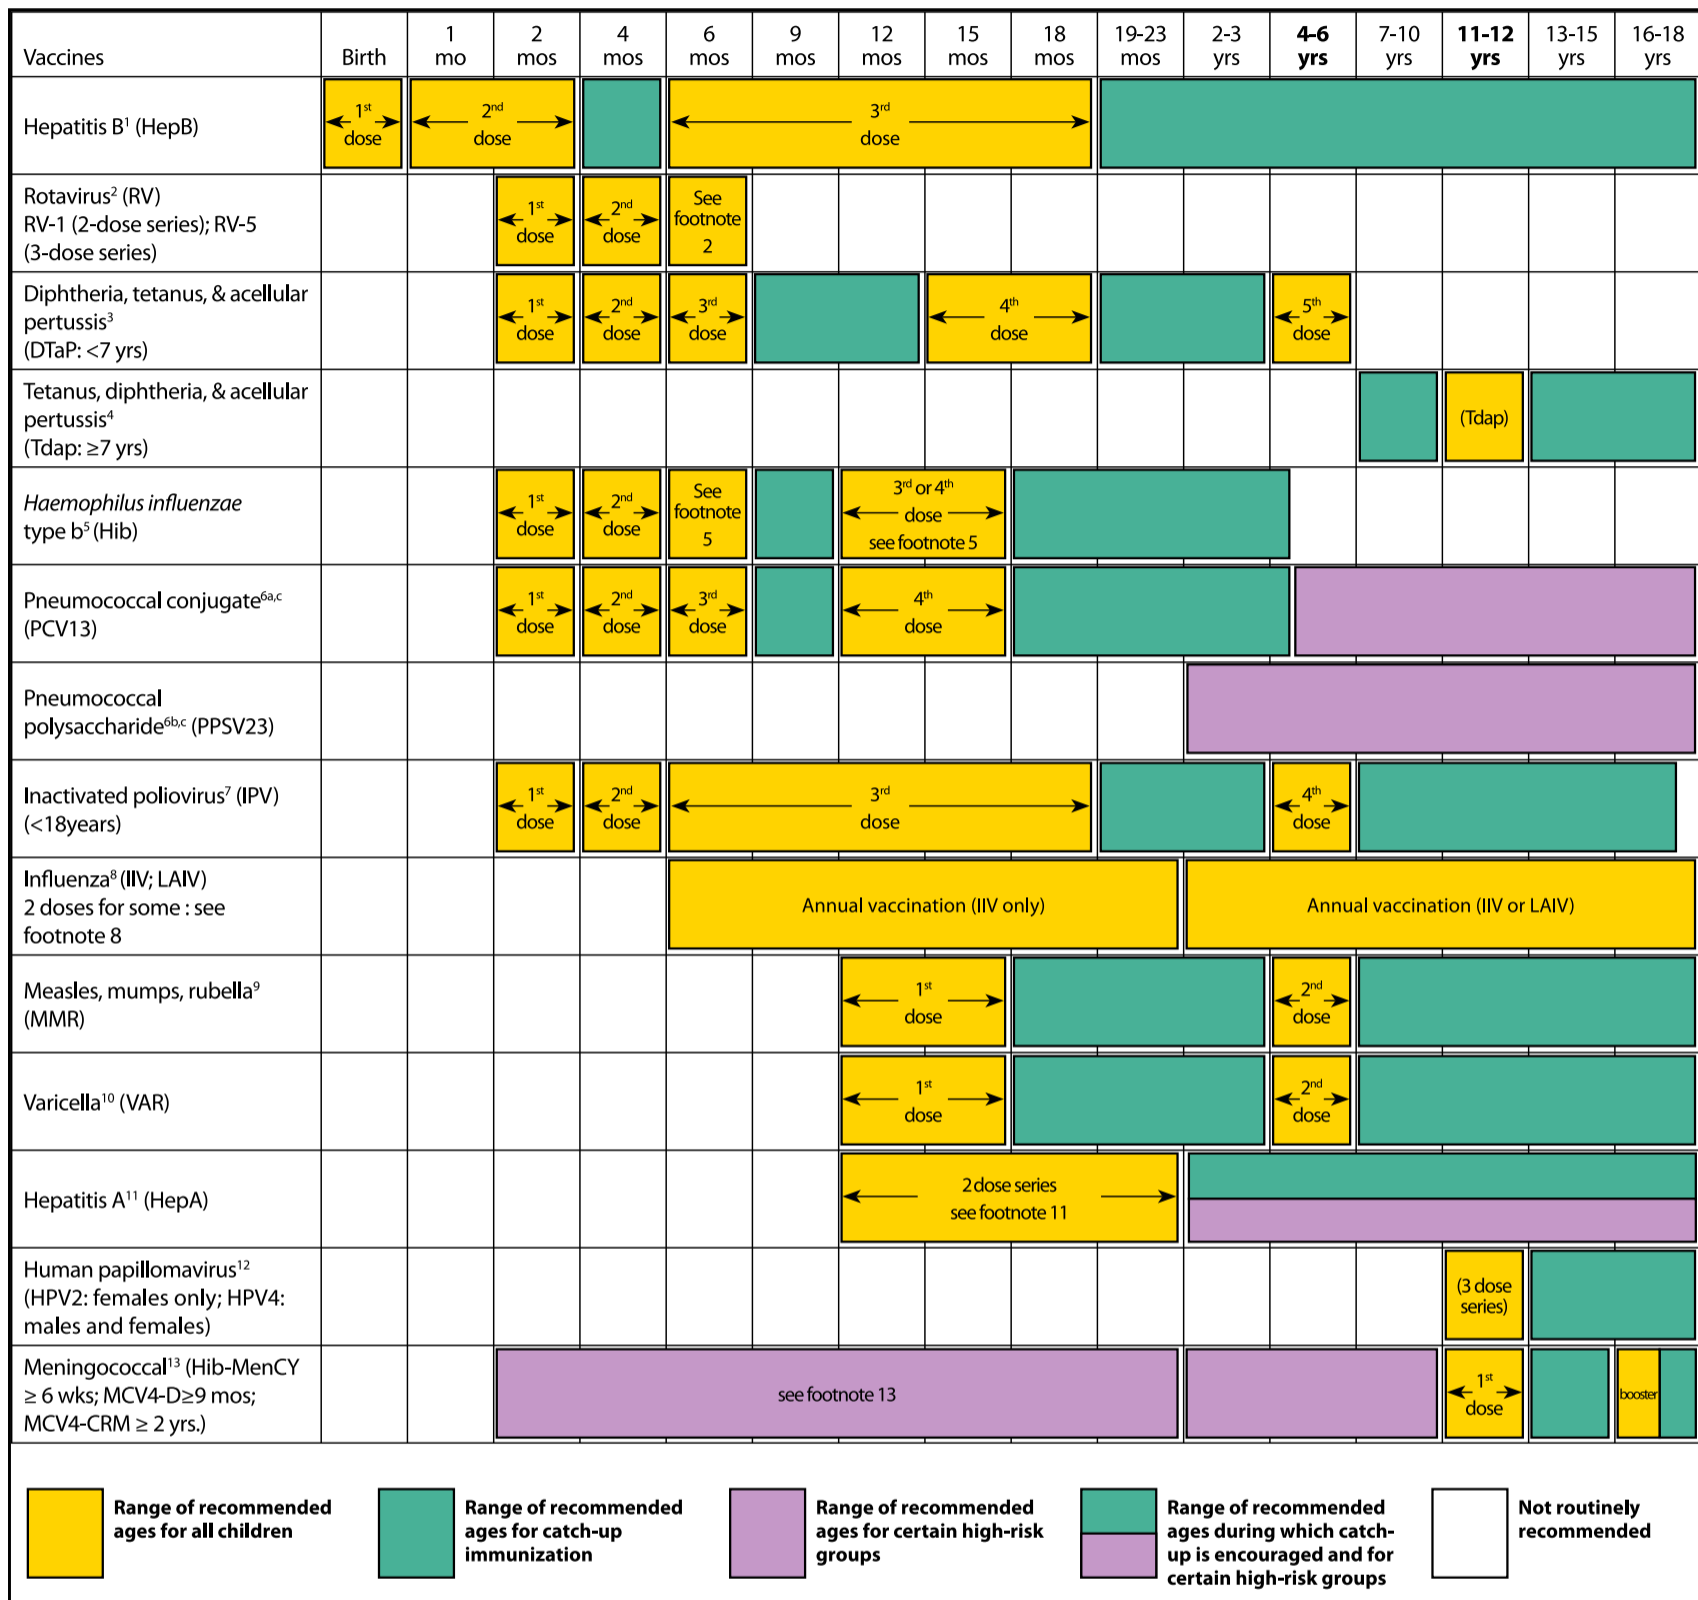 Vaccines
Birth
1
mo
2
mos
4
mos
6
mos
9
mos
12
mos
15
mos
18
mos
19-23
mos
2-3
yrs
4-6
yrs
7-10
yrs
11-12
yrs
13-15
yrs
16-18
yrs
Hepatitis B1 (HepB)
1st
dose
2nd
dose
3rd
dose
Rotavirus2 (RV)
RV-1 (2-dose series); RV-5
(3-dose series)
1st
dose
2nd
dose
See
footnote
2
Diphtheria, tetanus, & acellular
pertussis3
(DTaP: <7 yrs)
1st
dose
2nd
dose
3rd
dose
4th
dose
5th
dose
Tetanus, diphtheria, & acellular
pertussis4
(Tdap: ≥7 yrs)
(Tdap)
Haemophilus influenzae
type b5 (Hib)
1st
dose
2nd
dose
See
footnote
5
3rd or 4th
dose
see footnote 5
Pneumococcal conjugate6a,c
(PCV13)
1st
dose
2nd
dose
3rd
dose
4th
dose
Pneumococcal
polysaccharide6b,c (PPSV23)
Inactivated poliovirus7 (IPV)
(<18years)
1st
dose
2nd
dose
3rd
dose
4th
dose
Influenza8 (IIV; LAIV)
2 doses for some : see
footnote 8
Annual vaccination (IIV only)
Annual vaccination (IIV or LAIV)
Measles, mumps, rubella9
(MMR)
1st
dose
2nd
dose
Varicella10 (VAR)
1st
dose
2nd
dose
Hepatitis A11 (HepA)
2 dose series
see footnote 11
Human papillomavirus12
(HPV2: females only; HPV4:
males and females)
(3 dose
series)
Meningococcal13 (Hib-MenCY
≥ 6 wks; MCV4-D≥9 mos;
MCV4-CRM ≥ 2 yrs.)
see footnote 13
1st
dose
booster
Range of recommended
ages for all children
Range of recommended
ages for catch-up
immunization
Range of recommended
ages for certain high-risk
groups
Range of recommended
ages during which catch-
up is encouraged and for
certain high-risk groups
Not routinely
recommended